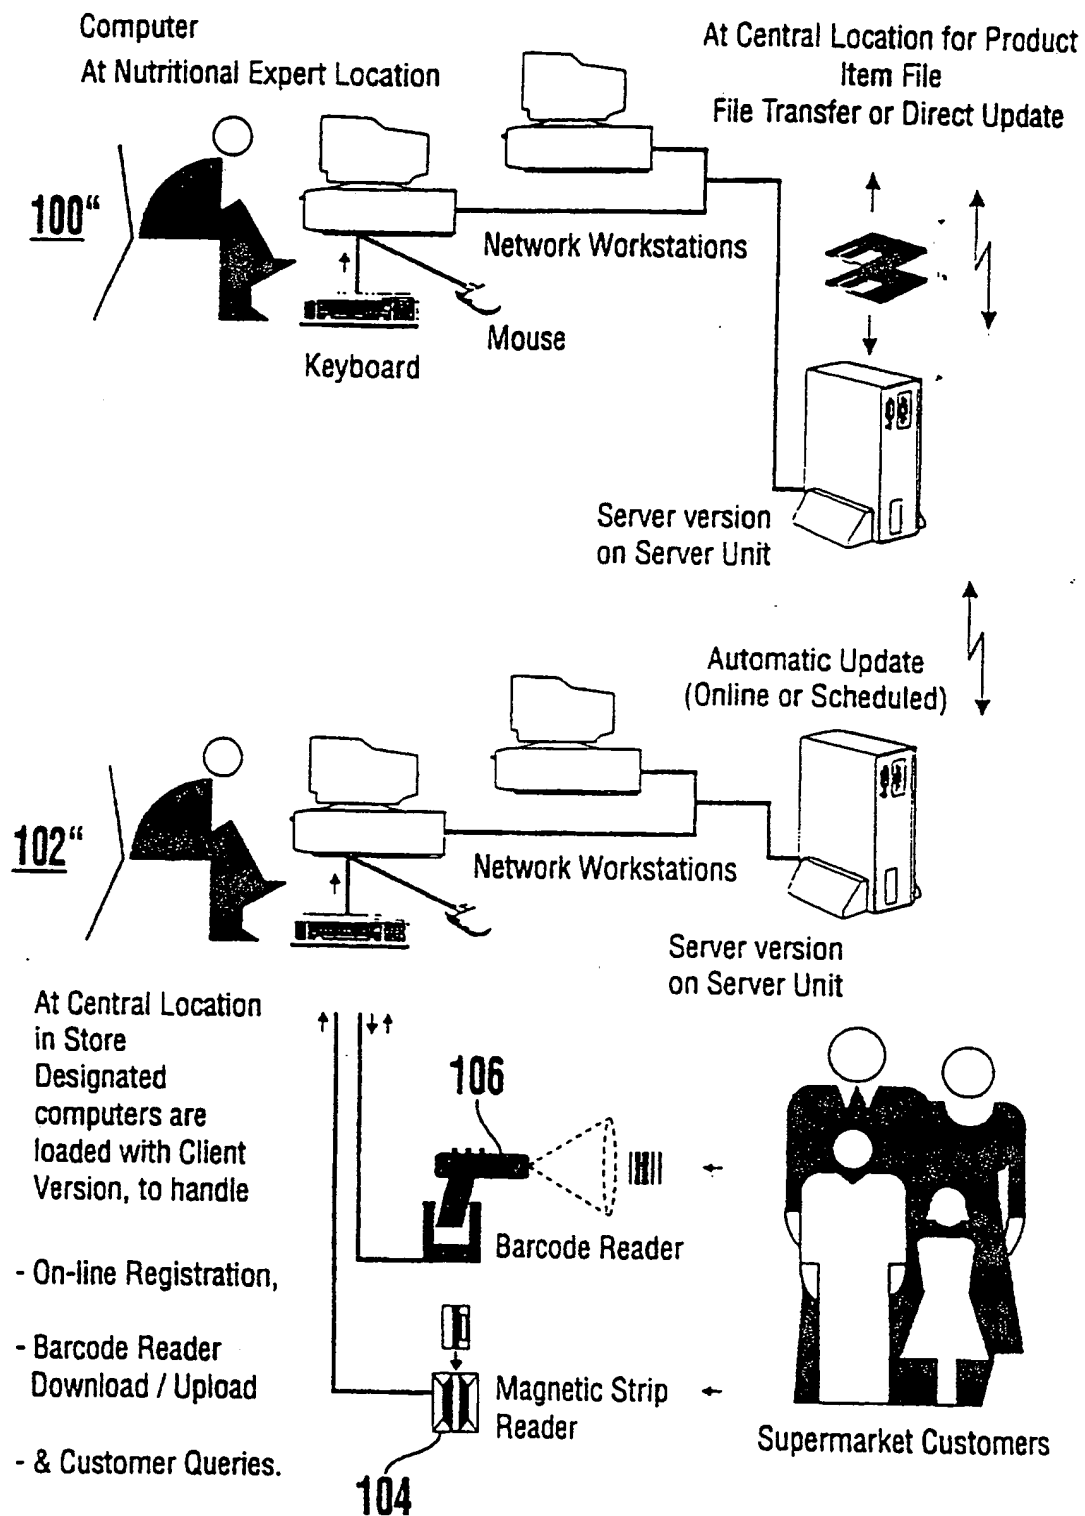 Computer
At Nutritional Expert Location
At Central Location for Product
Item File
File Transfer or Direct Update
100“
Network Workstations
Mouse
Keyboard
Server version
on Server Unit
Automatic Update
(Online or Scheduled)
102“
Network Workstations
Server version
on Server Unit
At Central Location
in Store
Designated
computers are
loaded with Client
Version, to handle
- On-line Registration,
- Barcode Reader
Download / Upload
- & Customer Queries.
106
Barcode Reader
Magnetic Strip
Reader
104
Supermarket Customers